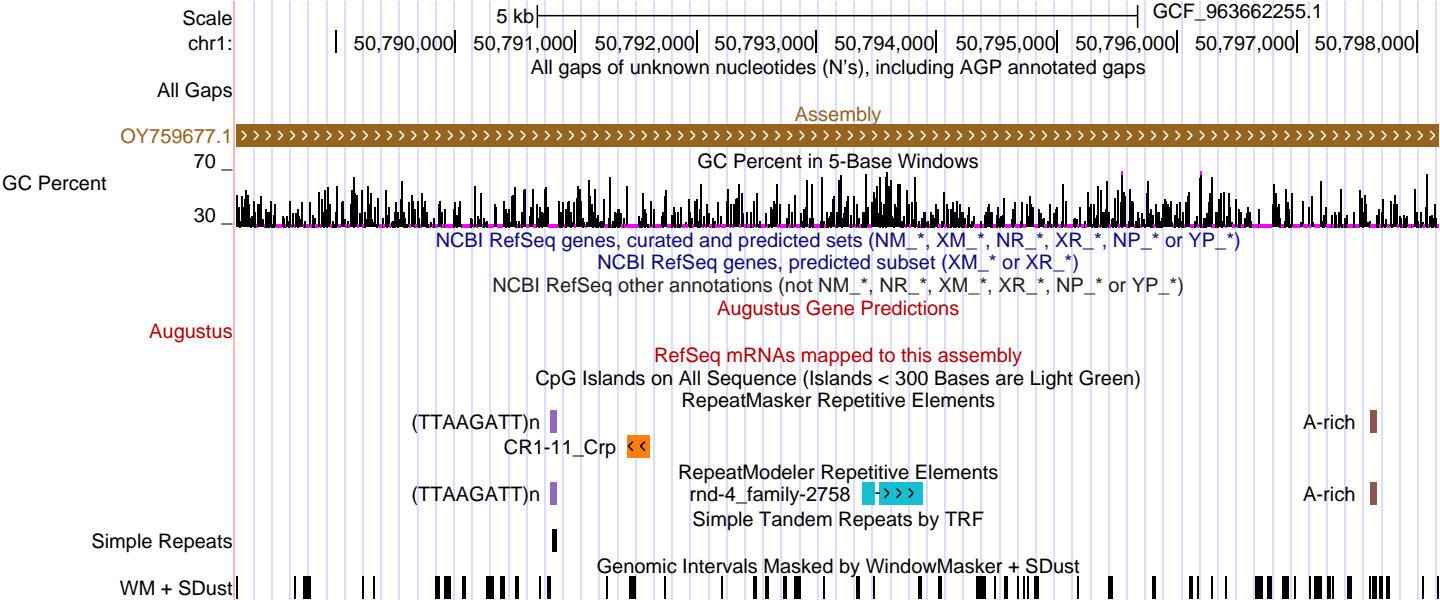 Scale 5 kb GCF_963662255.1
chr1: 50,790,000 50,791,000 50,792,000 50,793,000 50,794,000 50,795,000 50,796,000 50,797,000 50,798,000
All gaps of unknown nucleotides (N's), including AGP annotated gaps
All Gaps
Assembly
OY759677.1
70 GC Percent in 5-Base Windows
GC Percent
30
NCBI RefSeq genes, curated and predicted sets (NM_*, XM_*, NR_*, XR_*, NP_* or YP_*)
NCBI RefSeq genes, predicted subset (XM_* or XR_*)
NCBI RefSeq other annotations (not NM_*, NR_*, XM_*, XR_*, NP_* or YP_*)
Augustus Gene Predictions
Augustus
RefSeq mRNAs mapped to this assembly
CpG Islands on All Sequence (Islands < 300 Bases are Light Green)
RepeatMasker Repetitive Elements
(TTAAGATT)n A-rich
CR1-11_Crp
RepeatModeler Repetitive Elements
(TTAAGATT)n rnd-4_family-2758 A-rich
Simple Tandem Repeats by TRF
Simple Repeats
Genomic Intervals Masked by WindowMasker + SDust
WM + SDust